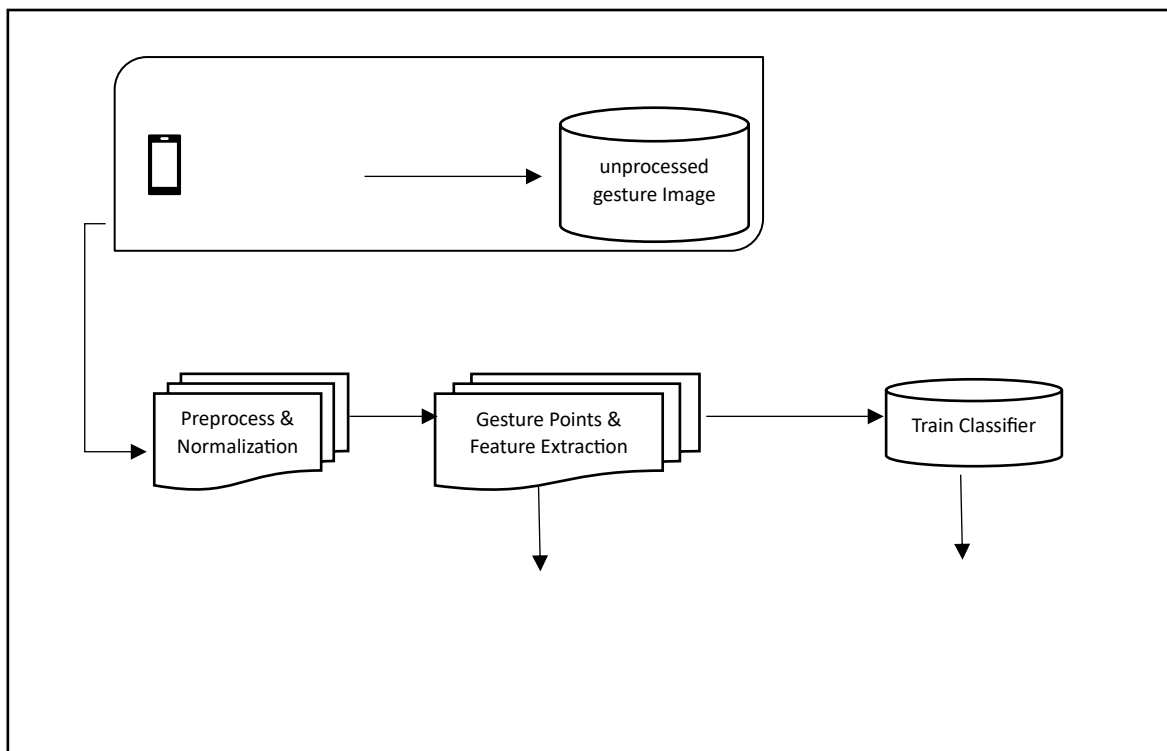 unprocessed
gesture Image
Preprocess &
Normalization
Gesture Points &
Feature Extraction
Train Classifier